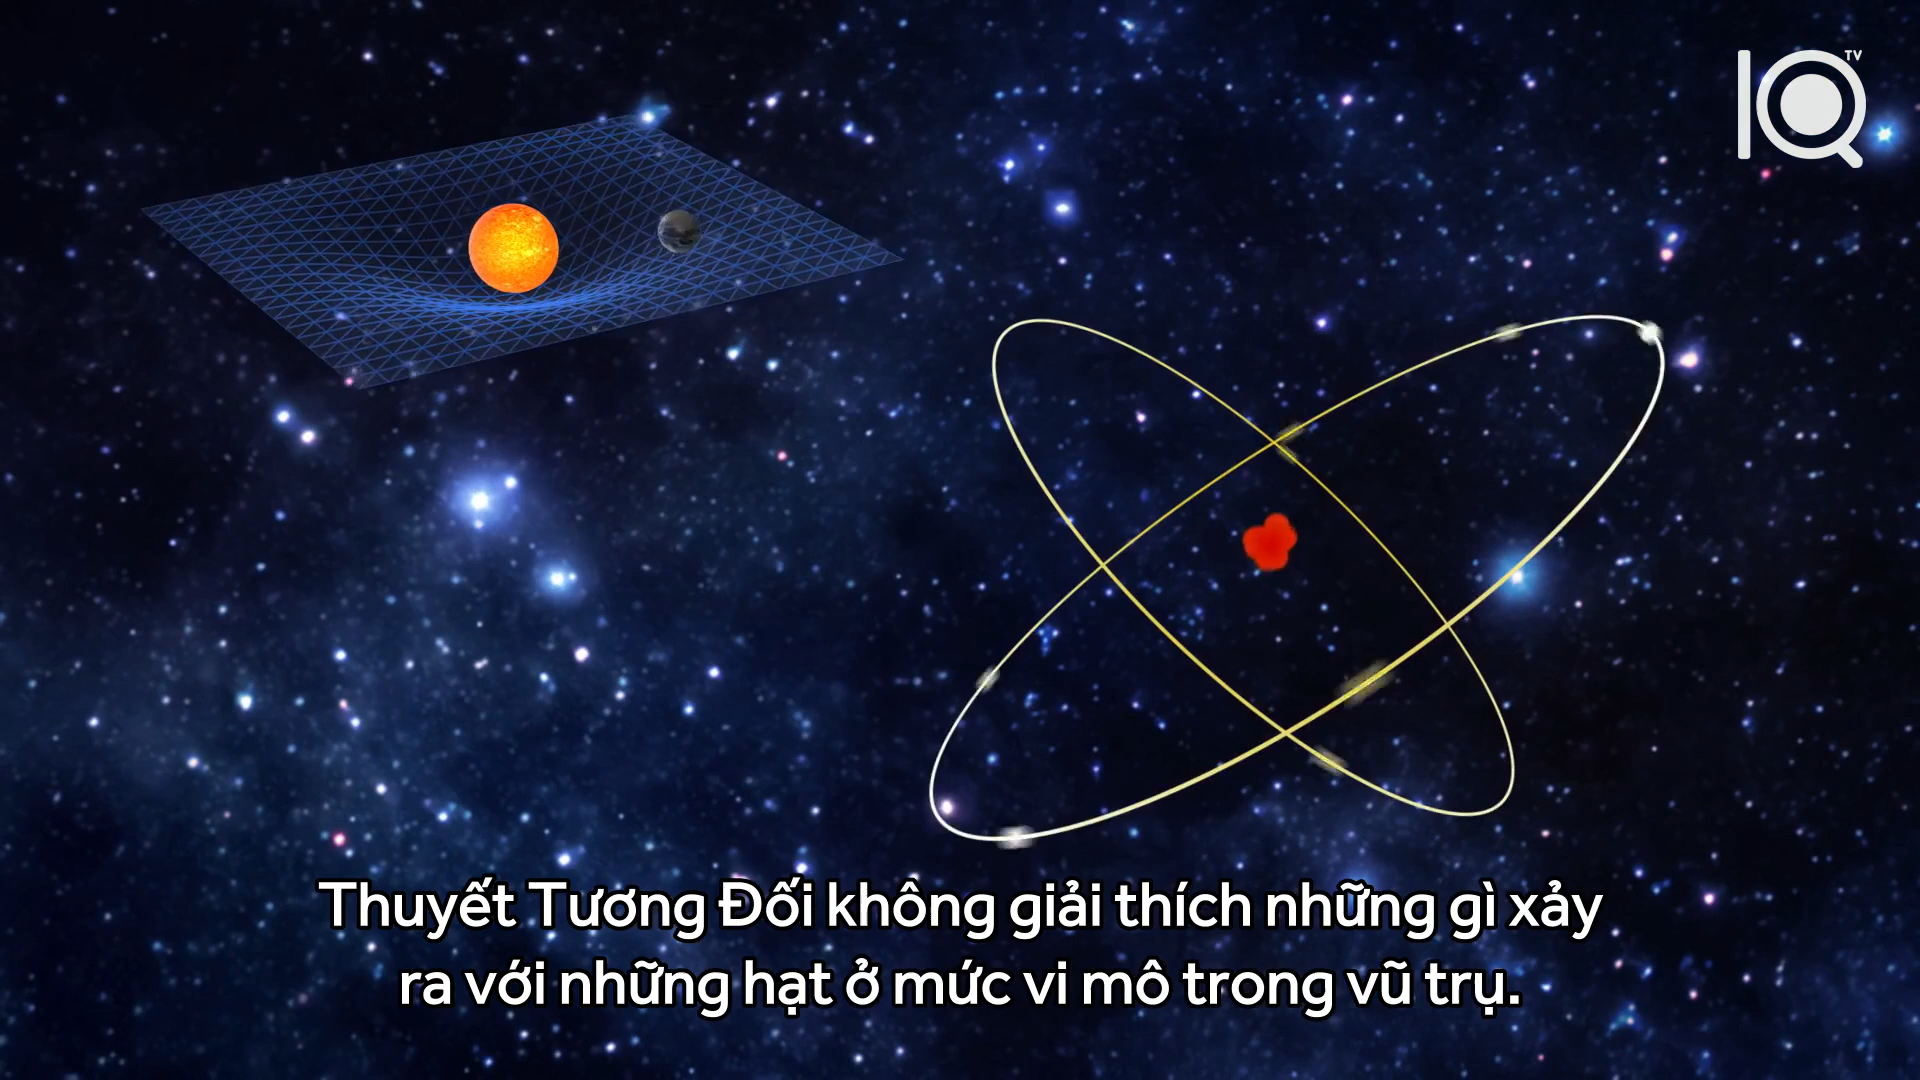 IQ TV
Thuyết Tương Đối không giải thích những gì xảy
ra với những hạt ở mức vi mô trong vũ trụ.